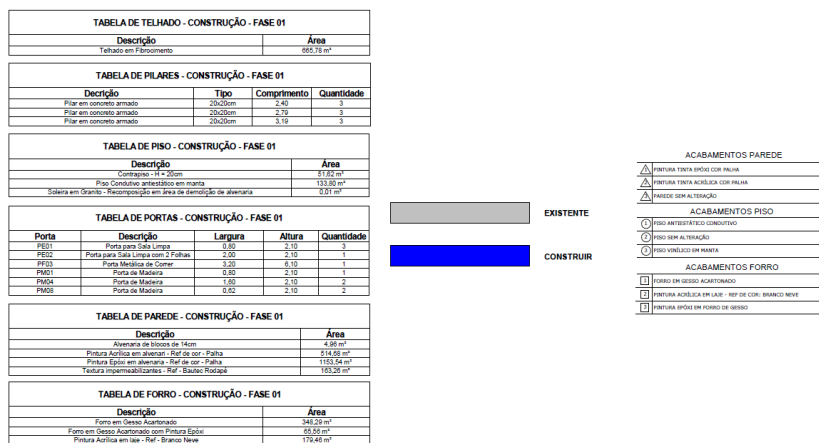 TABELA DE TELHADO - CONSTRUÇÃO - FASE 01
Descrição Área
Telhado em Fibrocimento 665,78 m²
TABELA DE PILARES - CONSTRUÇÃO - FASE 01
Decrição Tipo Comprimento Quantidade
Pilar em concreto armado 20x20cm 2,40 3
Pilar em concreto armado 20x20cm 2,79 3
Pilar em concreto armado 20x20cm 3,19 3
TABELA DE PISO - CONSTRUÇÃO - FASE 01
Descrição Área
Contrapiso - H = 20cm 51,62 m²
Piso Condutivo antiestático em manta 133,80 m²
Soleira em Granito - Recomposição em área de demolição de alvenaria 0,01 m²
TABELA DE PORTAS - CONSTRUÇÃO - FASE 01
Porta Descrição Largura Altura Quantidade
PE01 Porta para Sala Limpa 0,80 2,10 3
PE02 Porta para Sala Limpa com 2 Folhas 2,00 2,10 1
PF03 Porta Metálica de Correr 3,20 6,10 1
PM01 Porta de Madeira 0,80 2,10 1
PM04 Porta de Madeira 1,60 2,10 2
PM08 Porta de Madeira 0,62 2,10 2
TABELA DE PAREDE - CONSTRUÇÃO - FASE 01
Descrição Área
Alvenaria de blocos de 14cm 4,96 m²
Pintura Acrílica em alvenari - Ref de cor - Palha 514,68 m²
Pintura Epóxi em alvenaria - Ref de cor - Palha 1153,54 m²
Textura impermeabilizantes - Ref - Bautec Rodapé 163,26 m²
TABELA DE FORRO - CONSTRUÇÃO - FASE 01
Descrição Área
Forro em Gesso Acartonado 348,29 m²
Forro em Gesso Acartonado com Pintura Epóxi 65,56 m²
Pintura Acrílica em laje - Ref - Branco Neve 179,46 m²
EXISTENTE
CONSTRUIR
ACABAMENTOS PAREDE
1 PINTURA TINTA EPÓXI COR PALHA
2 PINTURA TINTA ACRÍLICA COR PALHA
3 PAREDE SEM ALTERAÇÃO
ACABAMENTOS PISO
1 PISO ANTIESTÁTICO CONDUTIVO
2 PISO SEM ALTERAÇÃO
3 PISO VINÍLICO EM MANTA
ACABAMENTOS FORRO
1 FORRO EM GESSO ACARTONADO
2 PINTURA ACRÍLICA EM LAJE - REF DE COR: BRANCO NEVE
3 PINTURA EPÓXI EM FORRO DE GESSO